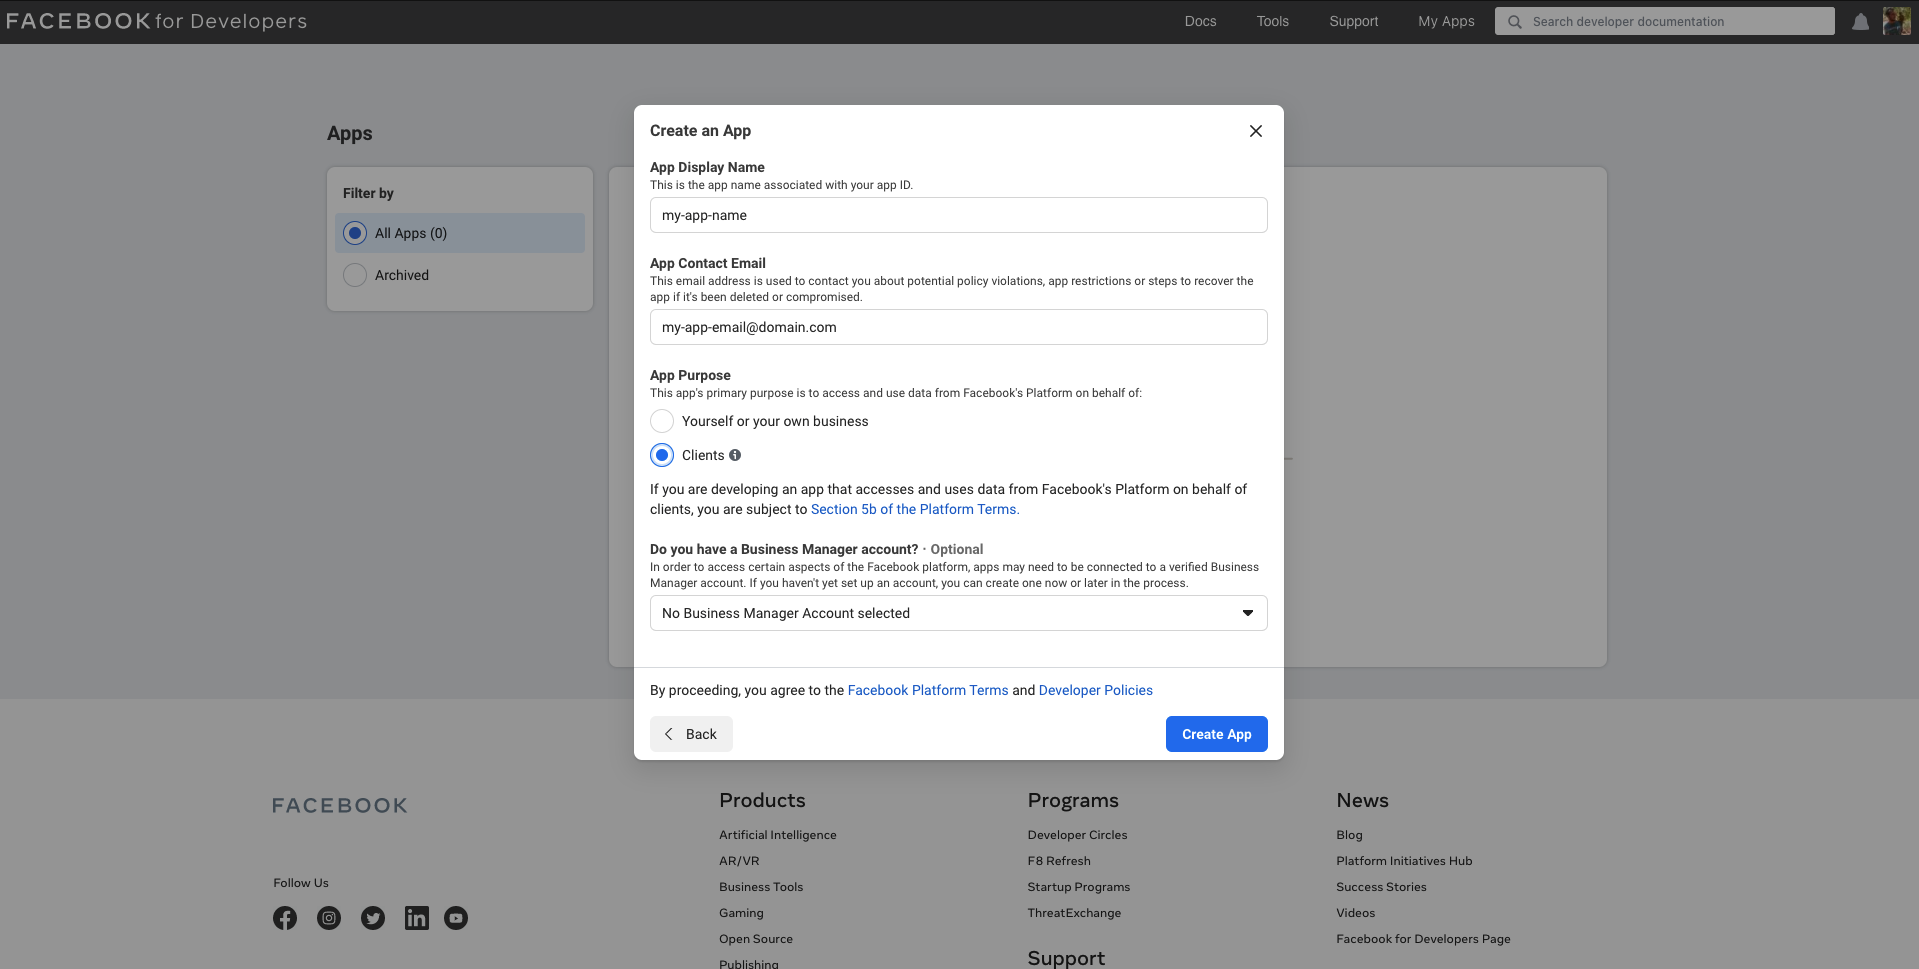 FACEBOOK for Developers
Docs
Tools
Support
My Apps
Search developer documentation
Apps
Filter by
All Apps (0)
Archived
Create an App
App Display Name
This is the app name associated with your app ID.
my-app-name
App Contact Email
This email address is used to contact you about potential policy violations, app restrictions or steps to recover the
app if it's been deleted or compromised.
my-app-email@domain.com
App Purpose
This app's primary purpose is to access and use data from Facebook's Platform on behalf of:
Yourself or your own business
Clients
If you are developing an app that accesses and uses data from Facebook's Platform on behalf of
clients, you are subject to Section 5b of the Platform Terms.
Do you have a Business Manager account? · Optional
In order to access certain aspects of the Facebook platform, apps may need to be connected to a verified Business
Manager account. If you haven't yet set up an account, you can create one now or later in the process.
No Business Manager Account selected
By proceeding, you agree to the Facebook Platform Terms and Developer Policies
Back
Create App
FACEBOOK
Follow Us
Products
Artificial Intelligence
AR/VR
Business Tools
Gaming
Open Source
Publishing
Programs
Developer Circles
F8 Refresh
Startup Programs
ThreatExchange
Support
News
Blog
Platform Initiatives Hub
Success Stories
Videos
Facebook for Developers Page